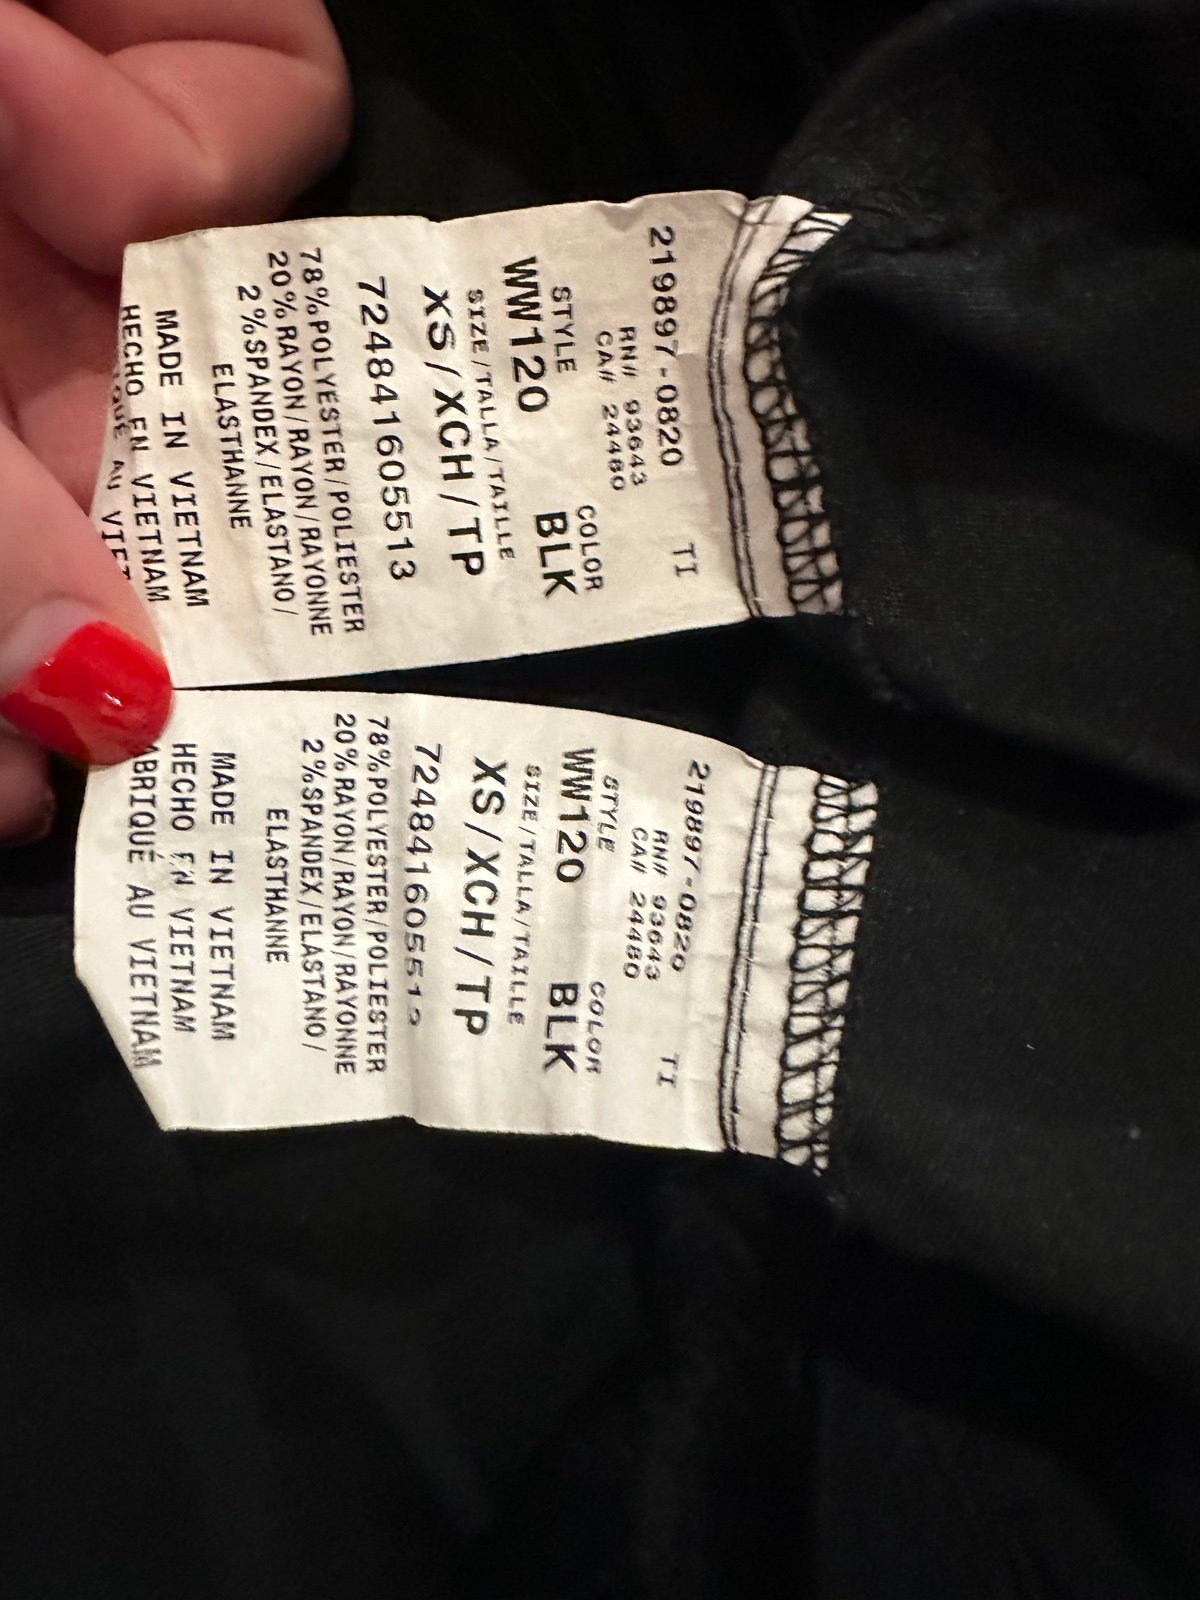 219897-0820 TI
RN# 93643
CA# 24480
STYLE COLOR
WW120 BLK
SIZE/TALLA/TAILLE
XS/XCH/TP
724841605513
78%POLYESTER/POLIESTER
20%RAYON/RAYON/RAYONNE
2%SPANDEX/ELASTANO/
ELASTHANNE
MADE IN VIETNAM
HECHO EN VIETNAM
AU
219897-0820 TI
RN# 93643
CA# 24480
STYLE COLOR
WW120 BLK
SIZE/TALLA/TAILLE
XS/XCH/TP
724841605513
78%POLYESTER/POLIESTER
20%RAYON/RAYON/RAYONNE
2%SPANDEX/ELASTANO/
ELASTHANNE
MADE IN VIETNAM
HECHO EN VIETNAM
ABRIQUÉ AU VIETNAM